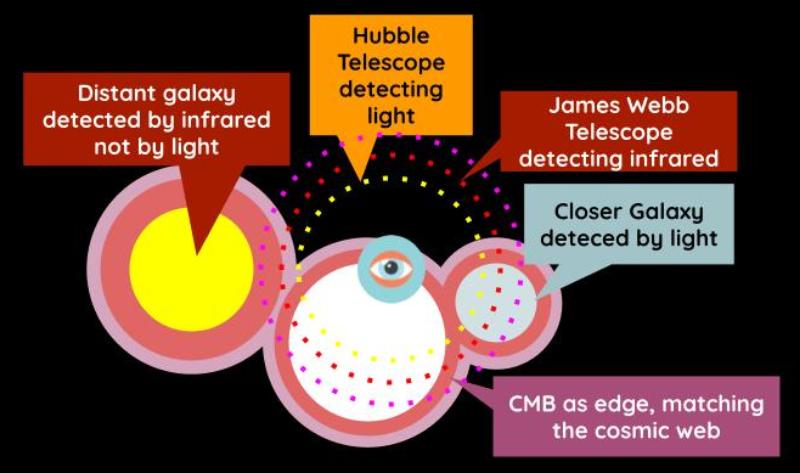 Hubble
Telescope
detecting
light
Distant galaxy
detected by infrared
not by light
James Webb
Telescope
detecting infrared
Closer Galaxy
deteced by light
CMB as edge, matching
the cosmic web